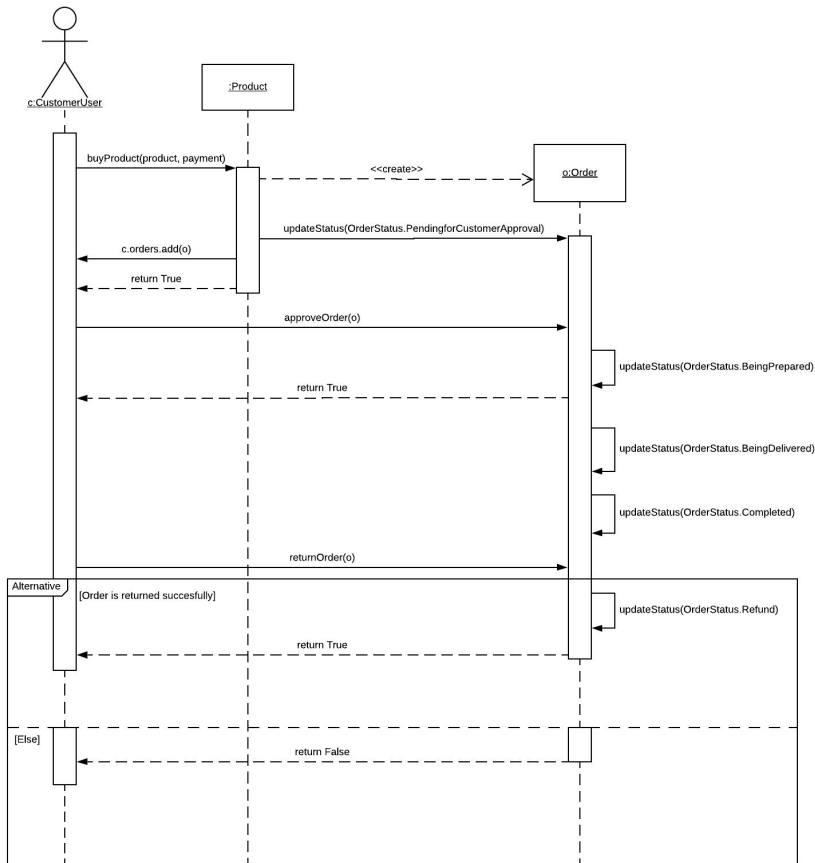 c:CustomerUser
:Product
buyProduct(product, payment)
<<create>>
o:Order
updateStatus(OrderStatus.PendingforCustomerApproval)
c.orders.add(o)
return True
approveOrder(o)
updateStatus(OrderStatus.BeingPrepared)
return True
updateStatus(OrderStatus.BeingDelivered)
updateStatus(OrderStatus.Completed)
returnOrder(o)
Alternative
[Order is returned succesfully]
updateStatus(OrderStatus.Refund)
return True
[Else]
return False